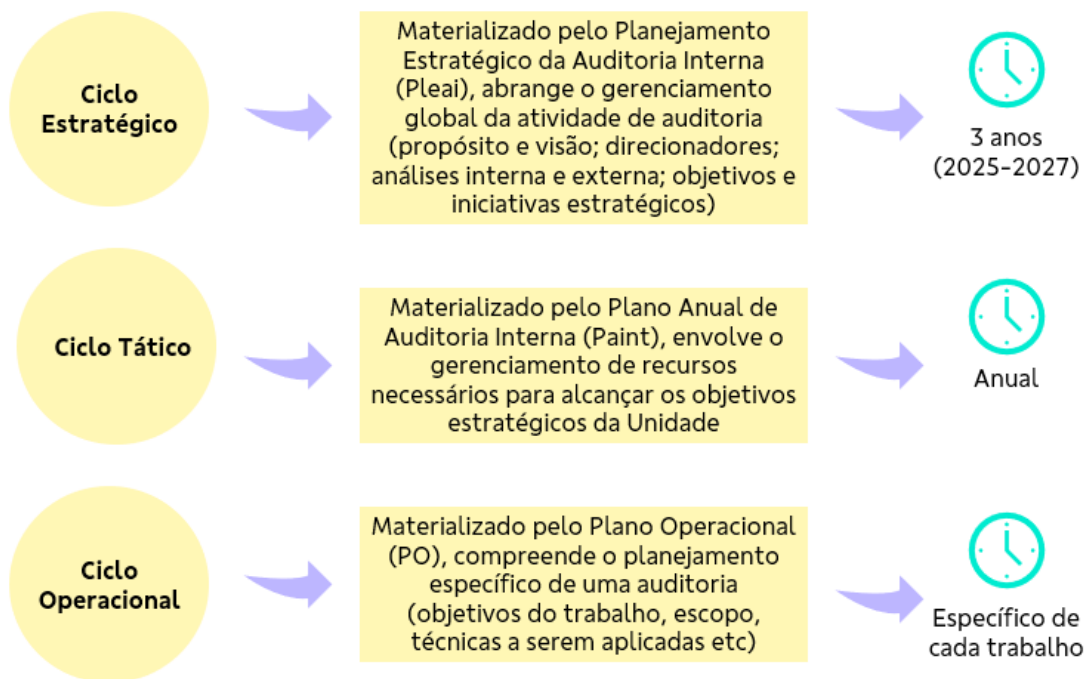 Ciclo
Estratégico
Materializado pelo Planejamento
Estratégico da Auditoria Interna
(Pleai), abrange o gerenciamento
global da atividade de auditoria
(propósito e visão; direcionadores;
análises interna e externa; objetivos e
iniciativas estratégicos)
3 anos
(2025-2027)
Ciclo Tático
Materializado pelo Plano Anual de
Auditoria Interna (Paint), envolve o
gerenciamento de recursos
necessários para alcançar os objetivos
estratégicos da Unidade
Anual
Ciclo
Operacional
Materializado pelo Plano Operacional
(PO), compreende o planejamento
específico de uma auditoria
(objetivos do trabalho, escopo,
técnicas a serem aplicadas etc)
Específico de
cada trabalho